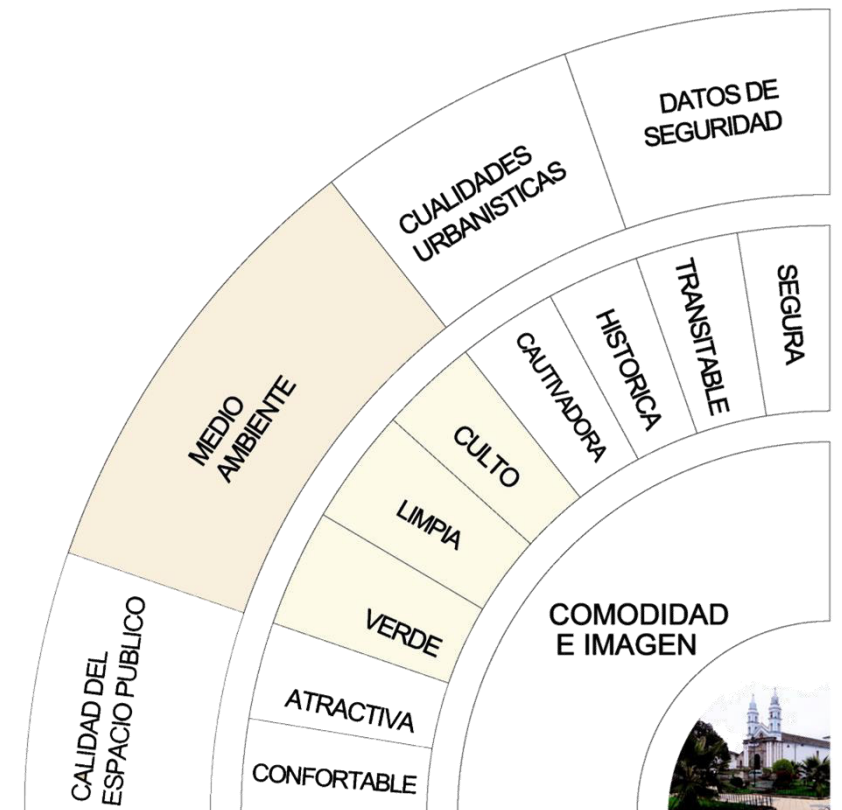 DATOS DE
SEGURIDAD
CUALIDADES
URBANISTICAS
MEDIO
AMBIENTE
CALIDAD DEL
ESPACIO PUBLICO
SEGURA
TRANSITABLE
HISTORICA
CAUTIVADORA
CULTO
LIMPIA
VERDE
ATRACTIVA
CONFORTABLE
COMODIDAD
E IMAGEN